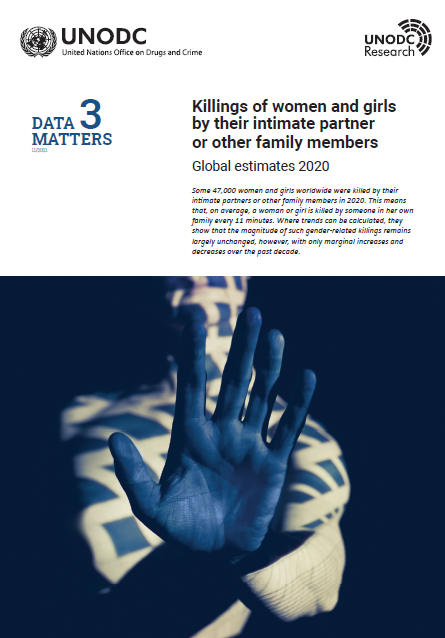 UNODC
United Nations Office on Drugs and Crime
UNODC
Research
DATA 3
MATTERS
Killings of women and girls
by their intimate partner
or other family members
Global estimates 2020
Some 47,000 women and girls worldwide were killed by their
intimate partners or other family members in 2020. This means
that, on average, a woman or girl is killed by someone in her own
family every 11 minutes. Where trends can be calculated, they
show that the magnitude of such gender-related killings remains
largely unchanged, however, with only marginal increases and
decreases over the past decade.